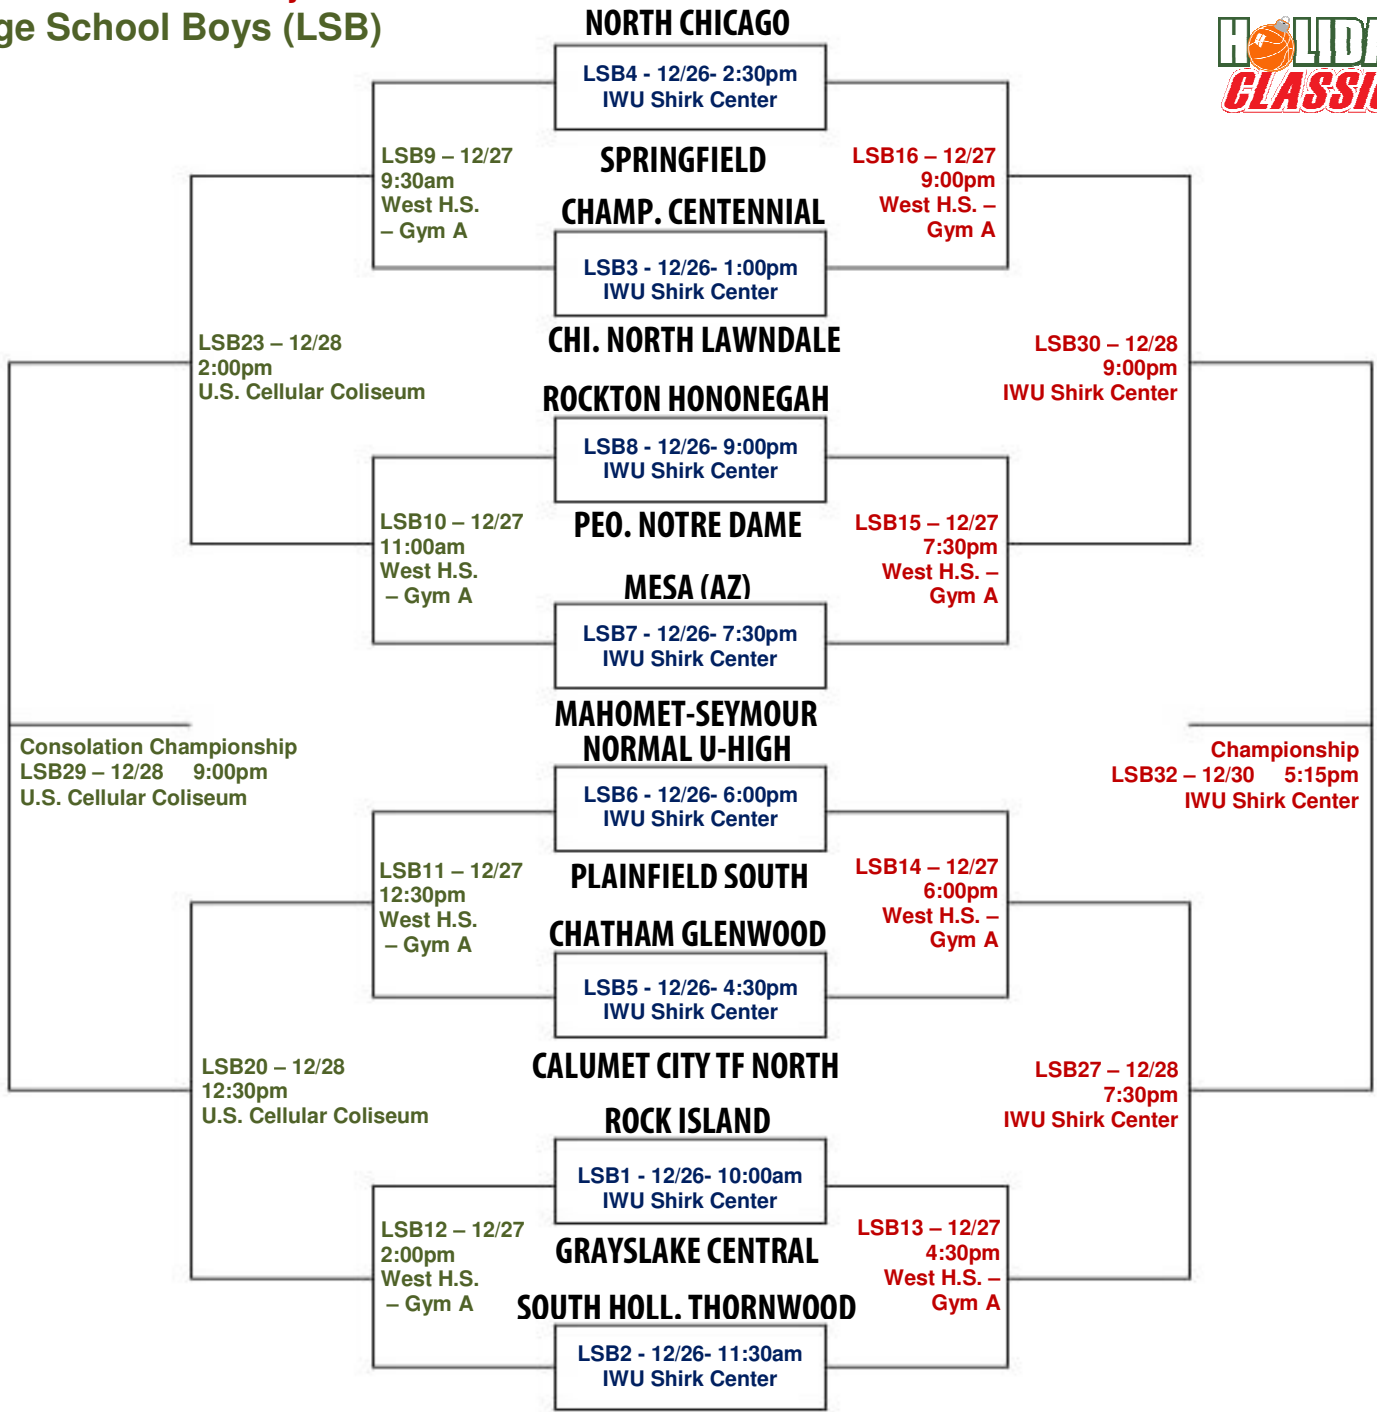 ge School Boys (LSB)
HOLIDA
CLASSIC
NORTH CHICAGO
LSB4 - 12/26- 2:30pm
IWU Shirk Center
SPRINGFIELD
LSB9 – 12/27
9:30am
West H.S.
– Gym A
LSB16 – 12/27
9:00pm
West H.S. –
Gym A
CHAMP. CENTENNIAL
LSB3 - 12/26- 1:00pm
IWU Shirk Center
CHI. NORTH LAWNDALE
LSB23 – 12/28
2:00pm
U.S. Cellular Coliseum
LSB30 – 12/28
9:00pm
IWU Shirk Center
ROCKTON HONONEGAH
LSB8 - 12/26- 9:00pm
IWU Shirk Center
PEO. NOTRE DAME
LSB10 – 12/27
11:00am
West H.S.
– Gym A
LSB15 – 12/27
7:30pm
West H.S. –
Gym A
MESA (AZ)
LSB7 - 12/26- 7:30pm
IWU Shirk Center
MAHOMET-SEYMOUR
Consolation Championship
LSB29 – 12/28 9:00pm
U.S. Cellular Coliseum
Championship
LSB32 – 12/30 5:15pm
IWU Shirk Center
NORMAL U-HIGH
LSB6 - 12/26- 6:00pm
IWU Shirk Center
PLAINFIELD SOUTH
LSB11 – 12/27
12:30pm
West H.S.
– Gym A
LSB14 – 12/27
6:00pm
West H.S. –
Gym A
CHATHAM GLENWOOD
LSB5 - 12/26- 4:30pm
IWU Shirk Center
CALUMET CITY TF NORTH
LSB20 – 12/28
12:30pm
U.S. Cellular Coliseum
LSB27 – 12/28
7:30pm
IWU Shirk Center
ROCK ISLAND
LSB1 - 12/26- 10:00am
IWU Shirk Center
GRAYSLAKE CENTRAL
LSB12 – 12/27
2:00pm
West H.S.
– Gym A
LSB13 – 12/27
4:30pm
West H.S. –
Gym A
SOUTH HOLL. THORNWOOD
LSB2 - 12/26- 11:30am
IWU Shirk Center